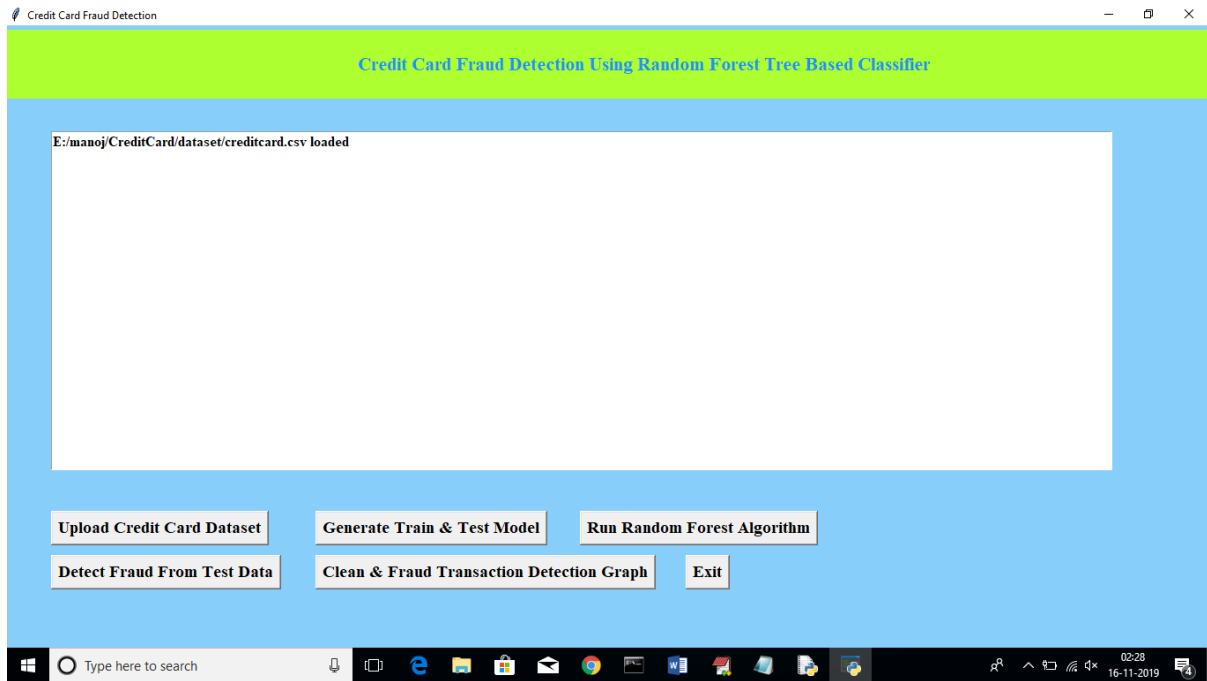 Credit Card Fraud Detection
Credit Card Fraud Detection Using Random Forest Tree Based Classifier
E:/manoj/CreditCard/dataset/creditcard.csv loaded
Upload Credit Card Dataset
Generate Train & Test Model
Run Random Forest Algorithm
Detect Fraud From Test Data
Clean & Fraud Transaction Detection Graph
Exit
Type here to search
02:28
16-11-2019
4